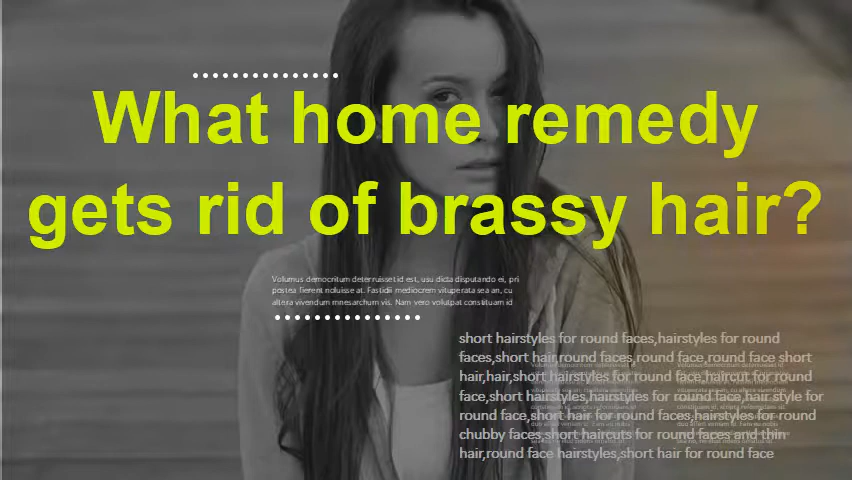 What home remedy
gets rid of brassy hair?
Volumus democritum deterruisset id est, usu dicta disputando ei, pri
postea fierent noluisse at. Fastidii mediocrem vituperata sea an, cu
altera vivendum mnesarchum vis. Nam vero volutpat constituam id
short hairstyles for round faces,hairstyles for round
faces,short hair,round faces,round face,round face short
hair,hair,short hairstyles for round face,haircut for round
face,short hairstyles,hairstyles for round face,hair style for
round face,short hair for round faces,hairstyles for round
chubby faces,short haircuts for round faces and thin
hair,round face hairstyles,short hair for round face